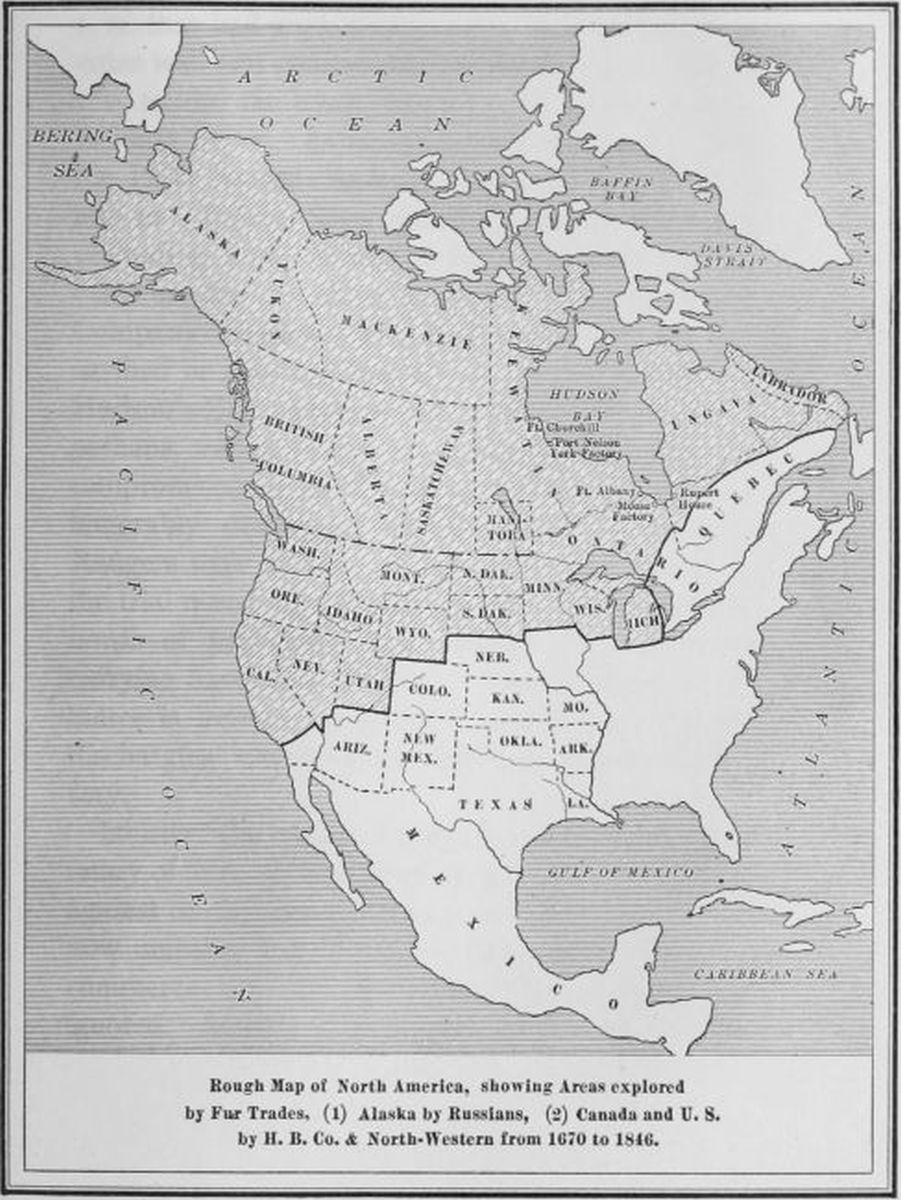 ARCTIC
OCEAN
BERING
SEA
BAFFIN
BAY
DAVIS
STRAIT
ALASKA
YUKON
MACKENZIE
KEEWATIN
HUDSON
BAY
UNGAVA
LABRADOR
BRITISH
COLUMBIA
ALBERTA
SASKATCHEWAN
Ft. Churchill
Port Nelson
York Factory
Ft. Albany
Moose
Factory
Rupert
House
QUEBEC
MANI-
TOBA
ONTARIO
WASH.
MONT.
N. DAK.
MINN.
ORE.
IDAHO
S. DAK.
WIS.
MICH
WYO.
NEB.
CAL.
NEV.
UTAH
COLO.
KAN.
MO.
ARIZ.
NEW
MEX.
OKLA.
ARK.
TEXAS
LA.
MEXICO
GULF OF MEXICO
CARIBBEAN SEA
PACIFIC
OCEAN
ATLANTIC
OCEAN
Rough Map of North America, showing Areas explored
by Fur Trades, (1) Alaska by Russians, (2) Canada and U. S.
by H. B. Co. & North-Western from 1670 to 1846.